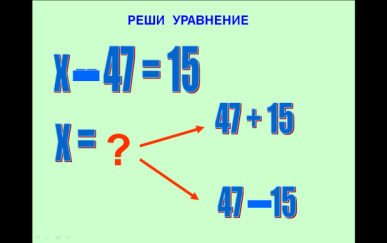 РЕШИ УРАВНЕНИЕ
х – 47 = 15
х = ?
47 + 15
47 – 15